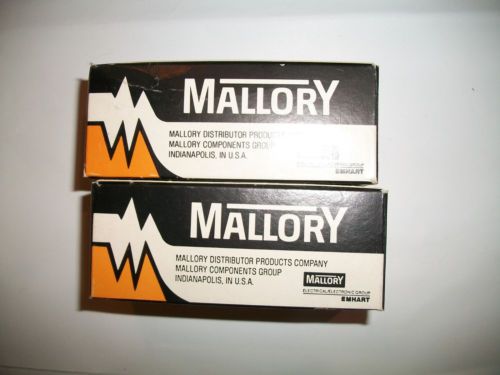 MALLORY
MALLORY DISTRIBUTOR PRODUCTS
MALLORY COMPONENTS GROUP
INDIANAPOLIS, IN U.S.A.
EMHART
MALLORY
MALLORY DISTRIBUTOR PRODUCTS COMPANY
MALLORY COMPONENTS GROUP
INDIANAPOLIS, IN U.S.A.
MALLORY
ELECTRICAL/ELECTRONIC GROUP
EMHART